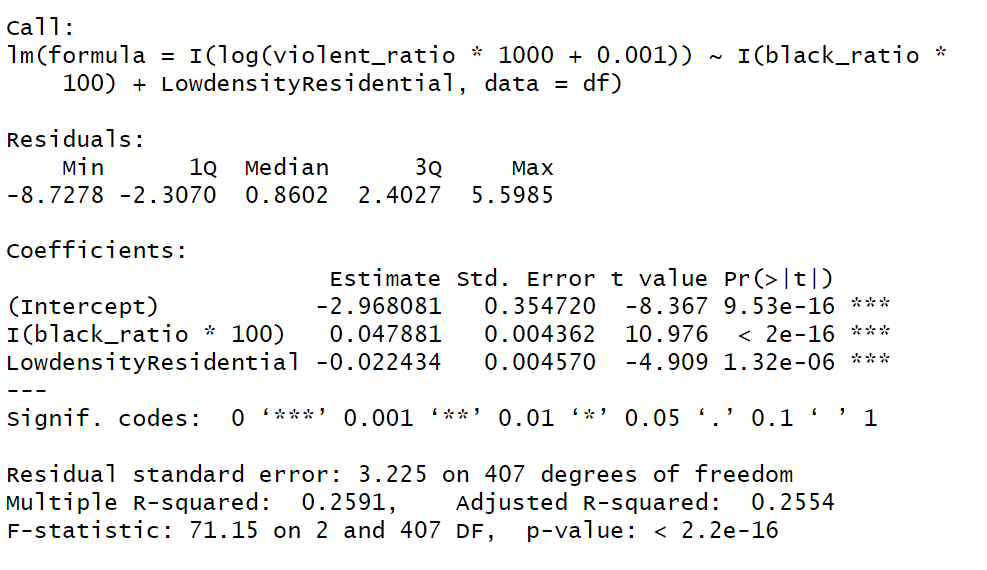 Call:
lm(formula = I(log(violent_ratio * 1000 + 0.001)) ~ I(black_ratio *
    100) + LowdensityResidential, data = df)

Residuals:
    Min      1Q  Median      3Q     Max
-8.7278 -2.3070  0.8602  2.4027  5.5985

Coefficients:
                       Estimate Std. Error t value Pr(>|t|)
(Intercept)           -2.968081   0.354720  -8.367 9.53e-16 ***
I(black_ratio * 100)   0.047881   0.004362  10.976  < 2e-16 ***
LowdensityResidential -0.022434   0.004570  -4.909 1.32e-06 ***
---
Signif. codes:  0 ‘***’ 0.001 ‘**’ 0.01 ‘*’ 0.05 ‘.’ 0.1 ‘ ’ 1

Residual standard error: 3.225 on 407 degrees of freedom
Multiple R-squared:  0.2591,    Adjusted R-squared:  0.2554
F-statistic: 71.15 on 2 and 407 DF,  p-value: < 2.2e-16